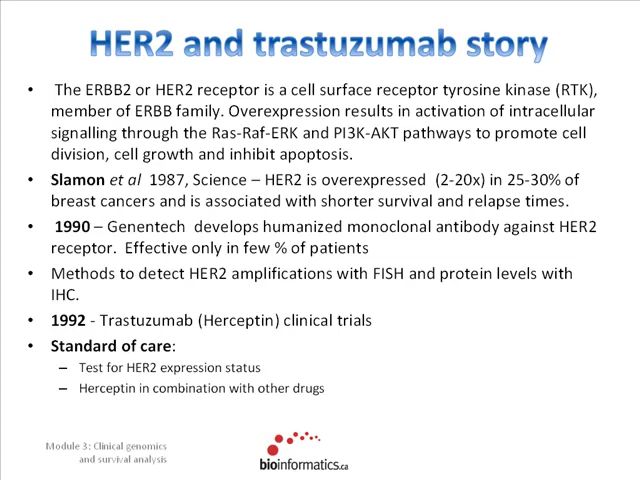 HER2 and trastuzumab story
• The ERBB2 or HER2 receptor is a cell surface receptor tyrosine kinase (RTK),
member of ERBB family. Overexpression results in activation of intracellular
signalling through the Ras-Raf-ERK and PI3K-AKT pathways to promote cell
division, cell growth and inhibit apoptosis.
• Slamon et al 1987, Science – HER2 is overexpressed (2-20x) in 25-30% of
breast cancers and is associated with shorter survival and relapse times.
• 1990 – Genentech develops humanized monoclonal antibody against HER2
receptor. Effective only in few % of patients
• Methods to detect HER2 amplifications with FISH and protein levels with
IHC.
• 1992 - Trastuzumab (Herceptin) clinical trials
• Standard of care:
– Test for HER2 expression status
– Herceptin in combination with other drugs
Module 3: Clinical genomics
and survival analysis
bioinformatics.ca